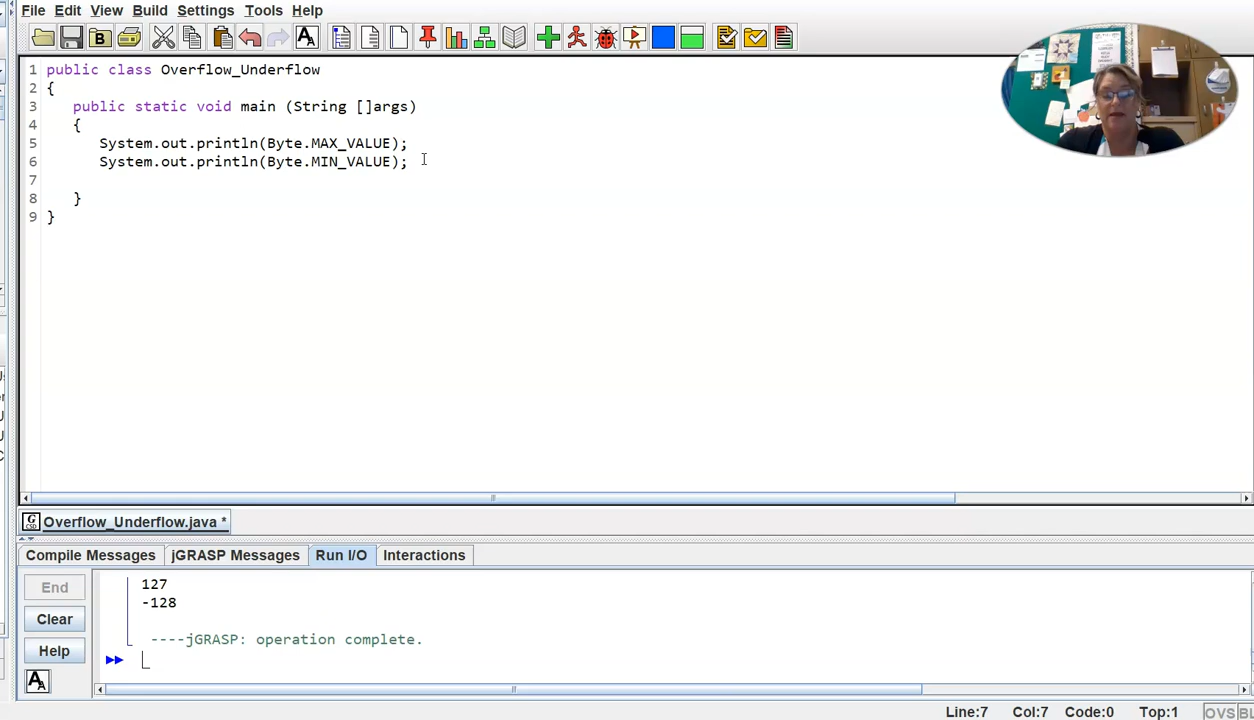 File Edit View Build Settings Tools Help
B A
1 public class Overflow_Underflow
2 {
3 public static void main (String []args)
4 {
5 System.out.println(Byte.MAX_VALUE);
6 System.out.println(Byte.MIN_VALUE);
7
8 }
9 }
Overflow_Underflow.java *
Compile Messages jGRASP Messages Run I/O Interactions
End
Clear
Help
127
-128
----jGRASP: operation complete.
Line:7 Col:7 Code:0 Top:1 OVS BL